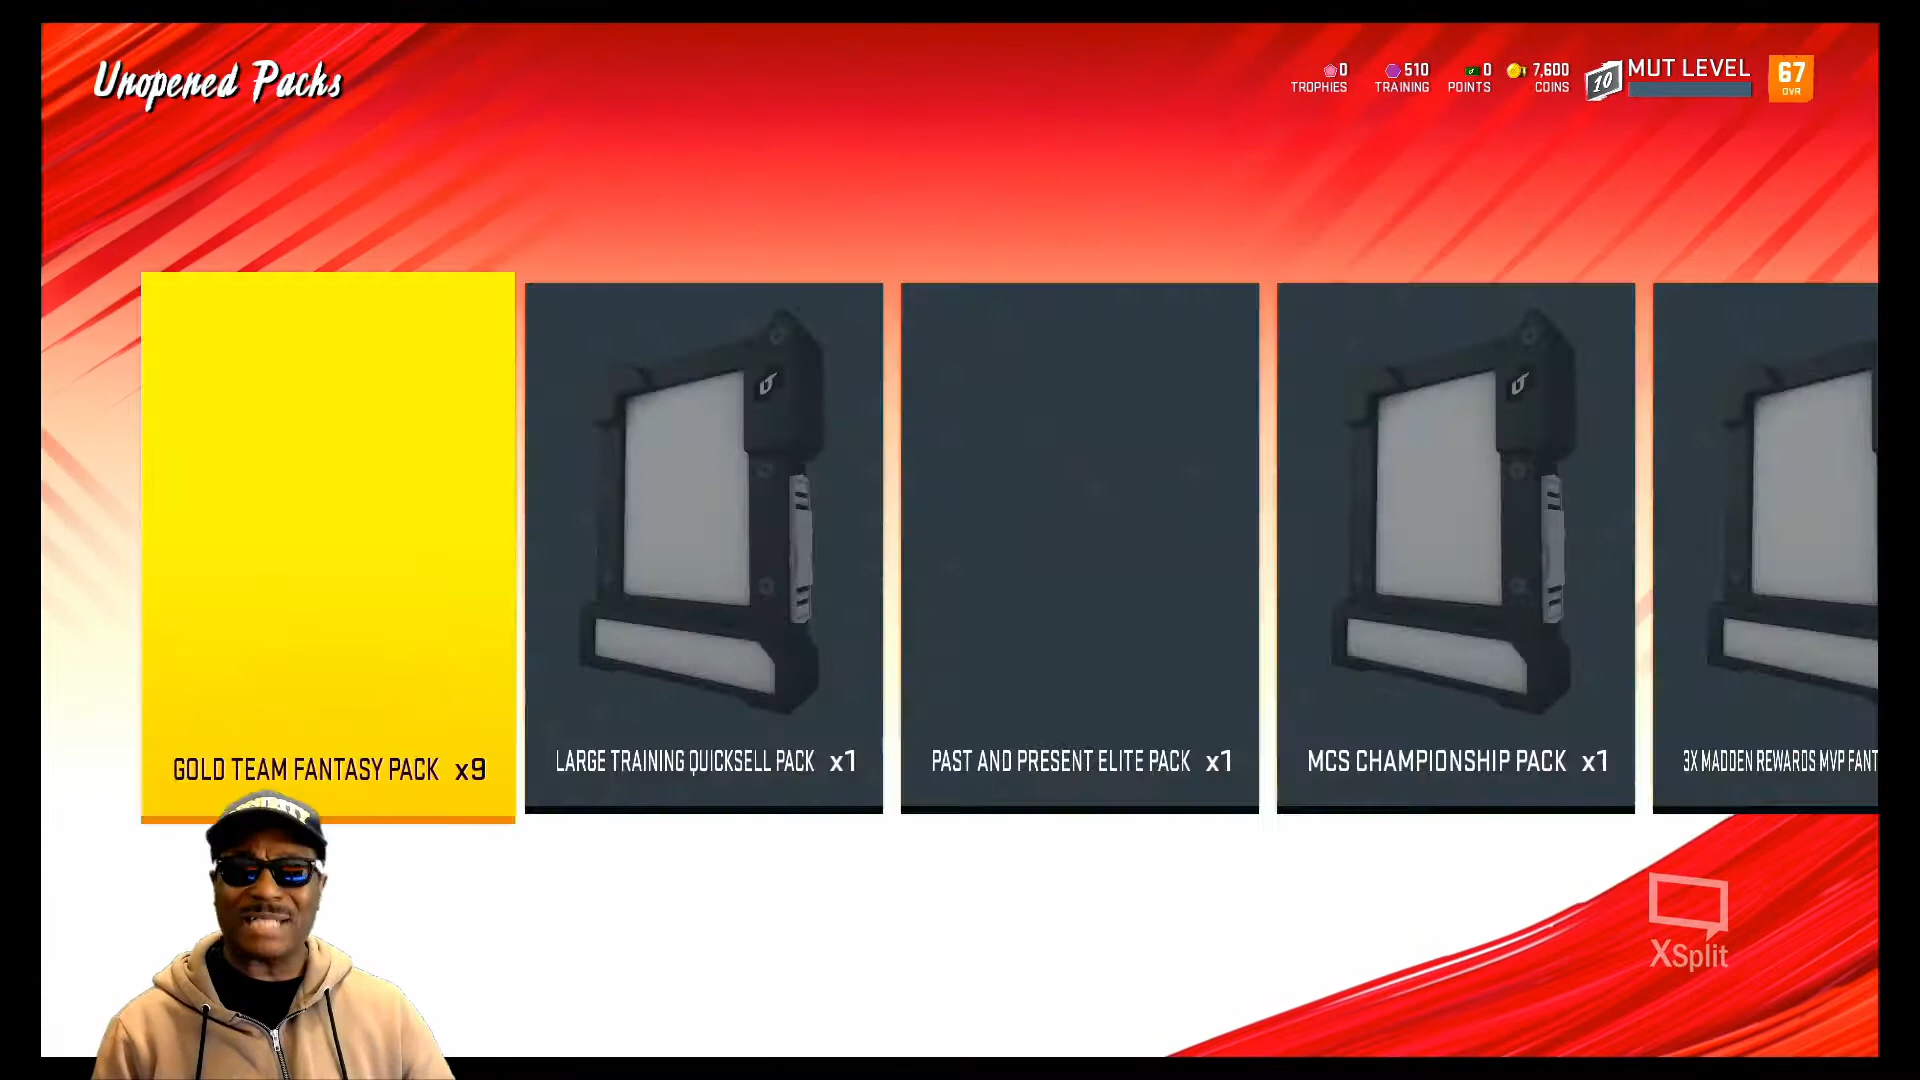 Unopened Packs
0
TROPHIES
510
TRAINING
0
POINTS
7,600
COINS
10
MUT LEVEL
67
OVR
GOLD TEAM FANTASY PACK x9
LARGE TRAINING QUICKSELL PACK x1
PAST AND PRESENT ELITE PACK x1
MCS CHAMPIONSHIP PACK x1
3X MADDEN REWARDS MVP FANT
XSplit